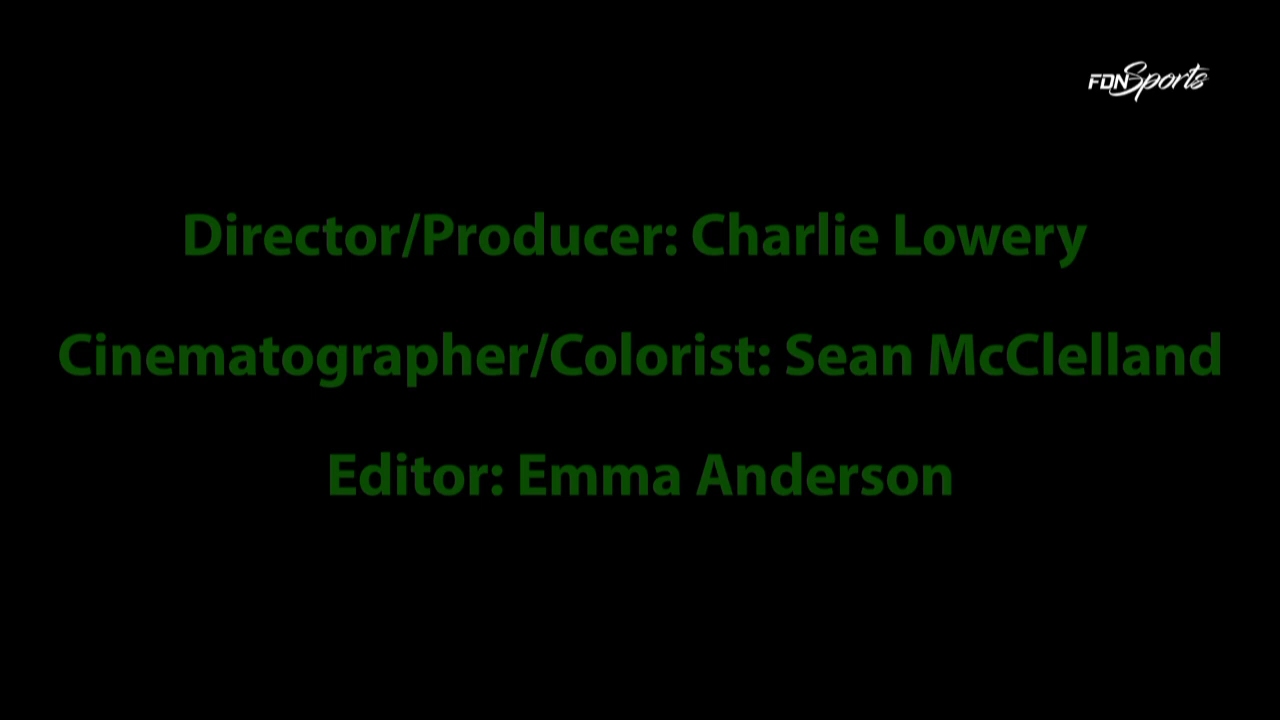 FDNSports
Director/Producer: Charlie Lowery
Cinematographer/Colorist: Sean McClelland
Editor: Emma Anderson